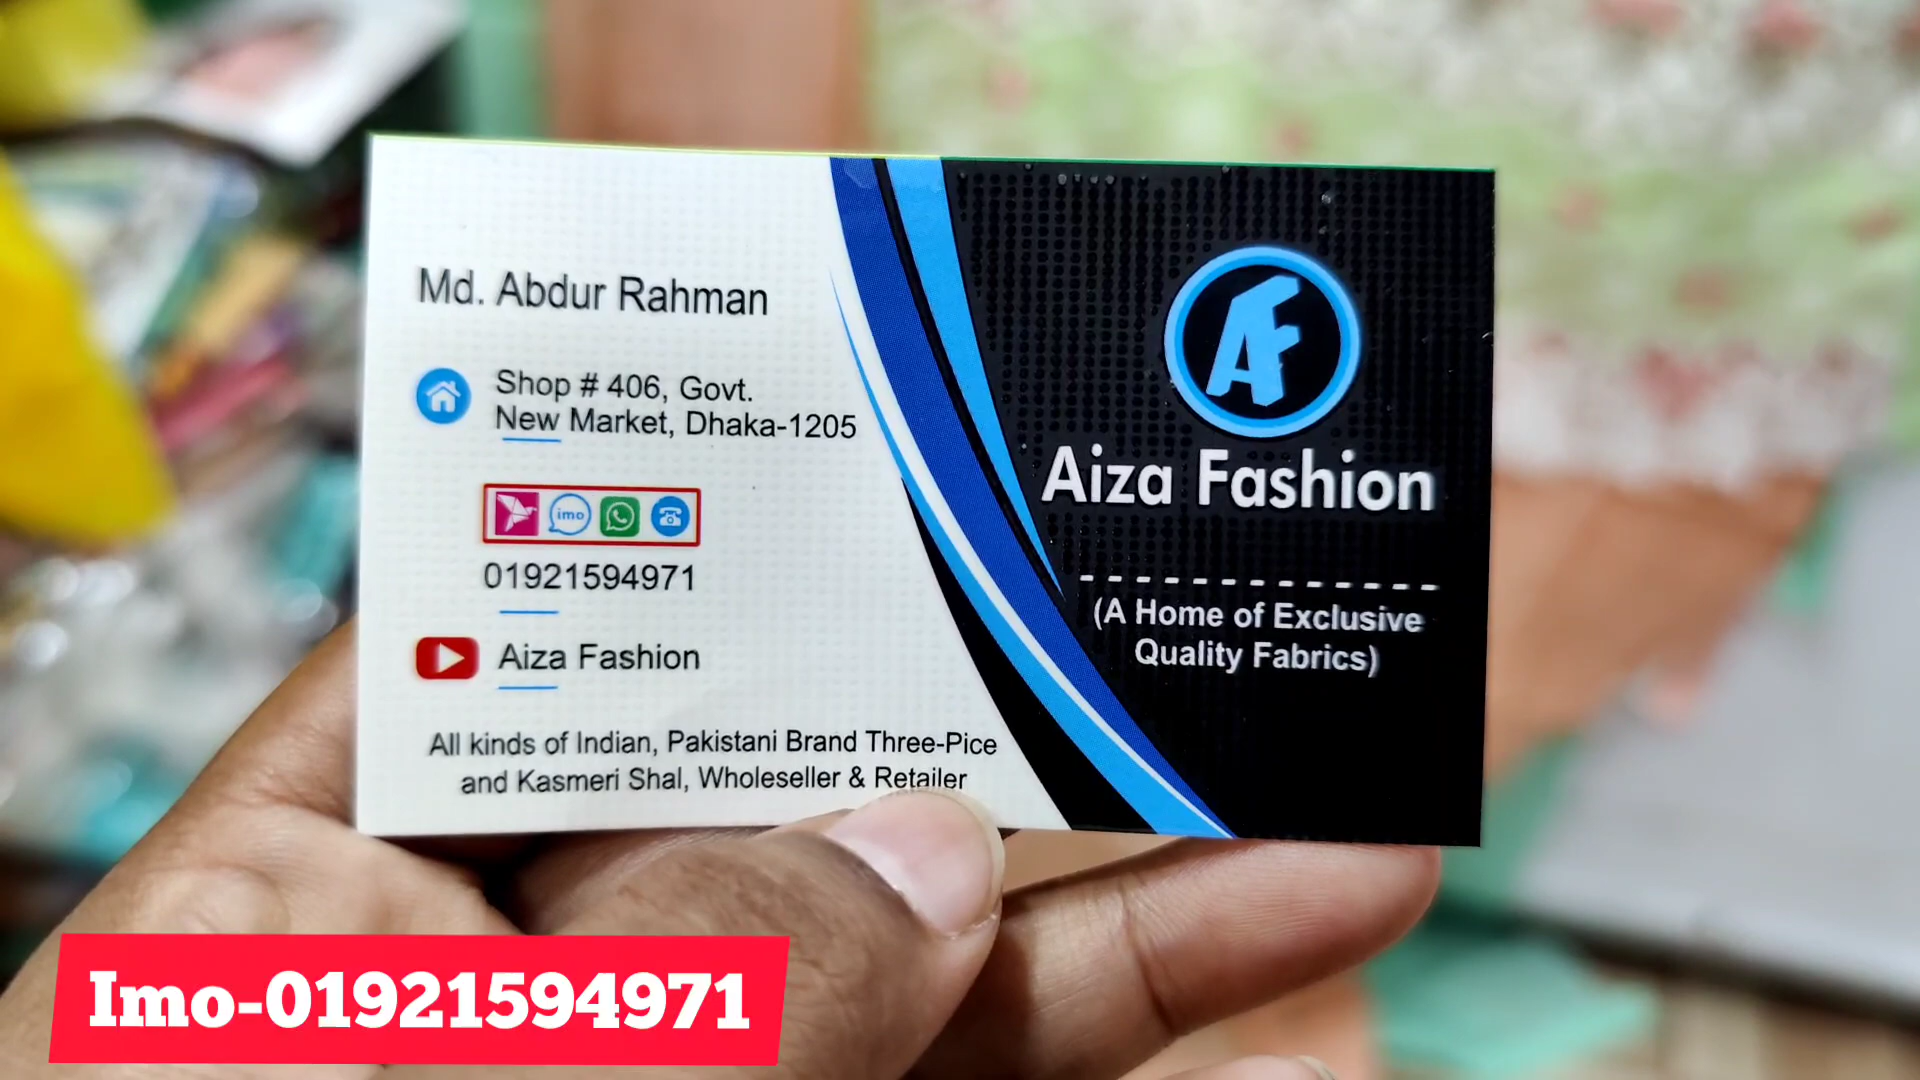 Md. Abdur Rahman
Shop # 406, Govt.
New Market, Dhaka-1205
imo
01921594971
Aiza Fashion
All kinds of Indian, Pakistani Brand Three-Pice
and Kasmeri Shal, Wholeseller & Retailer
AF
Aiza Fashion
(A Home of Exclusive
Quality Fabrics)
Imo-01921594971